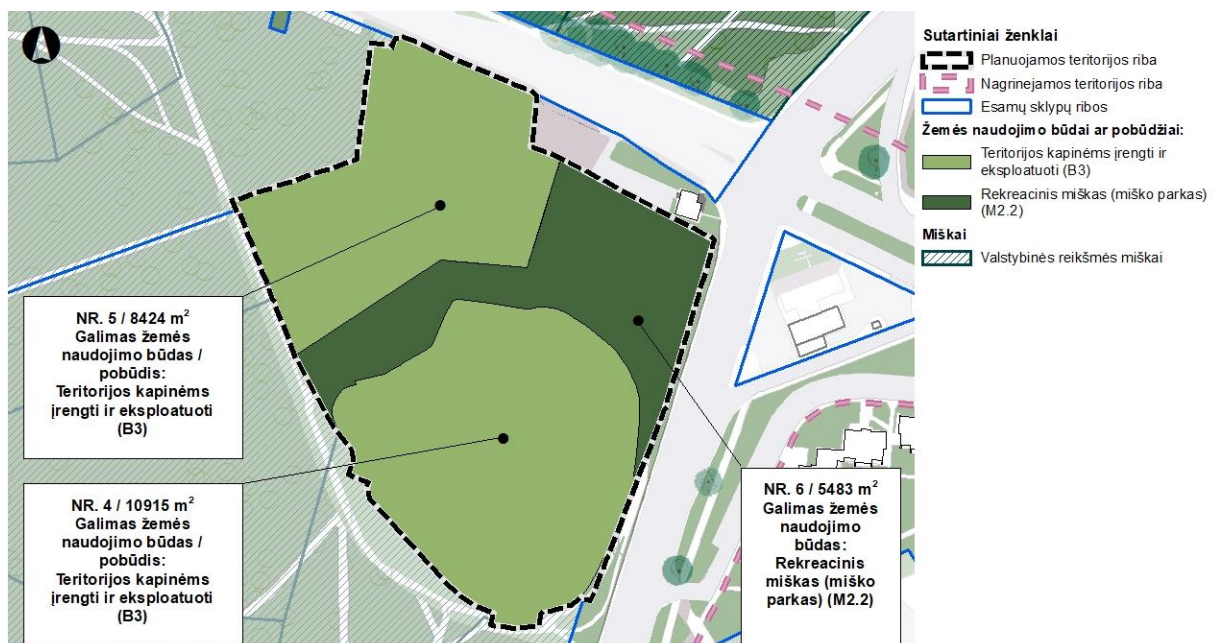 Sutartiniai ženklai
Planuojamos teritorijos riba
Nagrinejamos teritorijos riba
Esamų sklypų ribos
Žemės naudojimo būdai ar pobūdžiai:
Teritorijos kapinėms įrengti ir
eksploatuoti (B3)
Rekreacinis miškas (miško parkas)
(M2.2)
Miškai
Valstybinės reikšmės miškai
NR. 5 / 8424 m²
Galimas žemės
naudojimo būdas /
pobūdis:
Teritorijos kapinėms
įrengti ir eksploatuoti
(B3)
NR. 4 / 10915 m²
Galimas žemės
naudojimo būdas /
pobūdis:
Teritorijos kapinėms
įrengti ir eksploatuoti
(B3)
NR. 6 / 5483 m²
Galimas žemės
naudojimo
būdas:
Rekreacinis
miškas (miško
parkas) (M2.2)